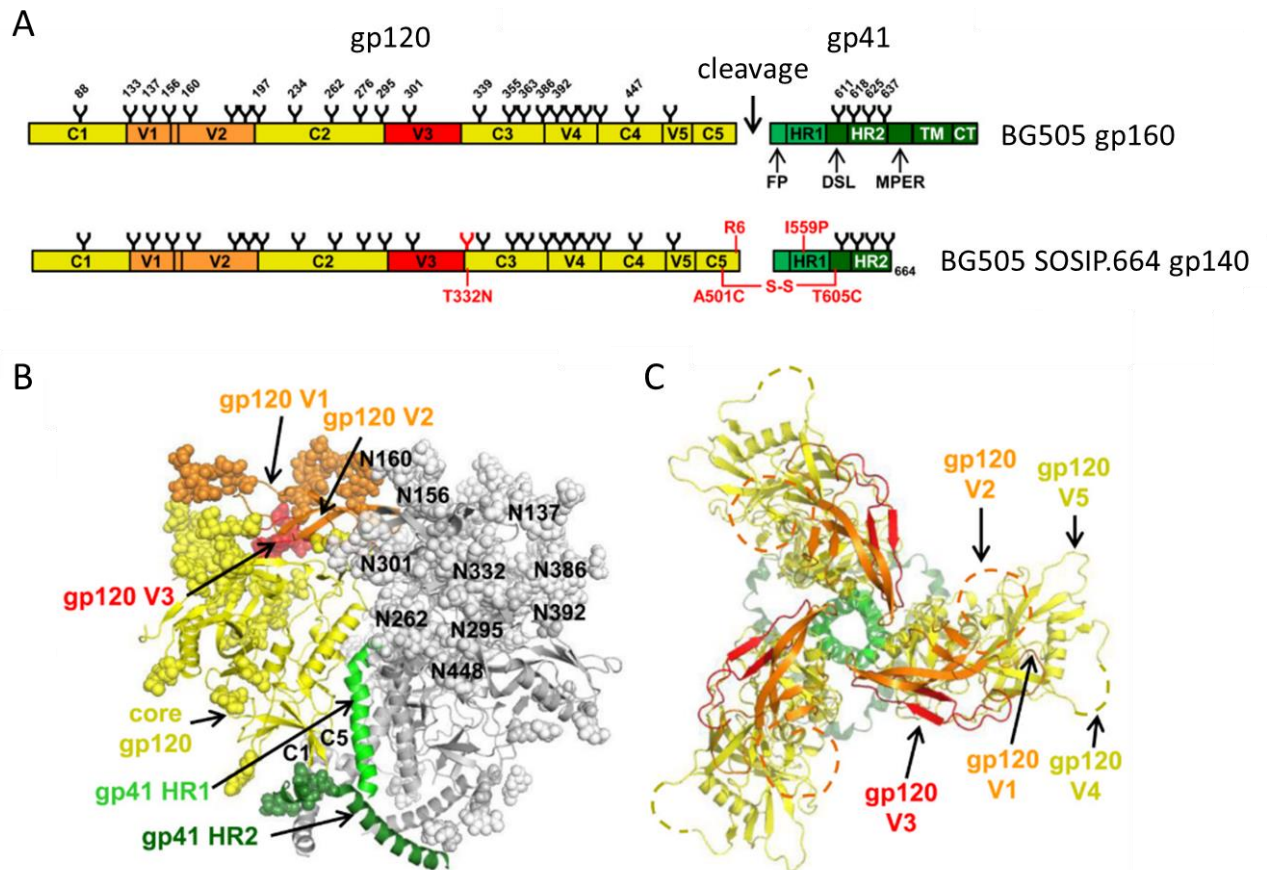 A
gp120
gp41
cleavage
88
133
137
156
160
197
234
262
276
295
301
339
355
363
386
392
447
611
618
625
637
C1
V1
V2
C2
V3
C3
V4
C4
V5
C5
HR1
HR2
TM
CT
BG505 gp160
FP
DSL
MPER
R6
I559P
C1
V1
V2
C2
V3
C3
V4
C4
V5
C5
HR1
HR2
664
BG505 SOSIP.664 gp140
T332N
A501C
S-S
T605C
B
gp120 V1
gp120 V2
N160
N156
N137
N301
N332
N386
gp120 V3
N262
N295
N392
N448
core
gp120
C1
C5
gp41 HR1
gp41 HR2
C
gp120
V2
gp120
V5
gp120
V3
gp120
V1
gp120
V4